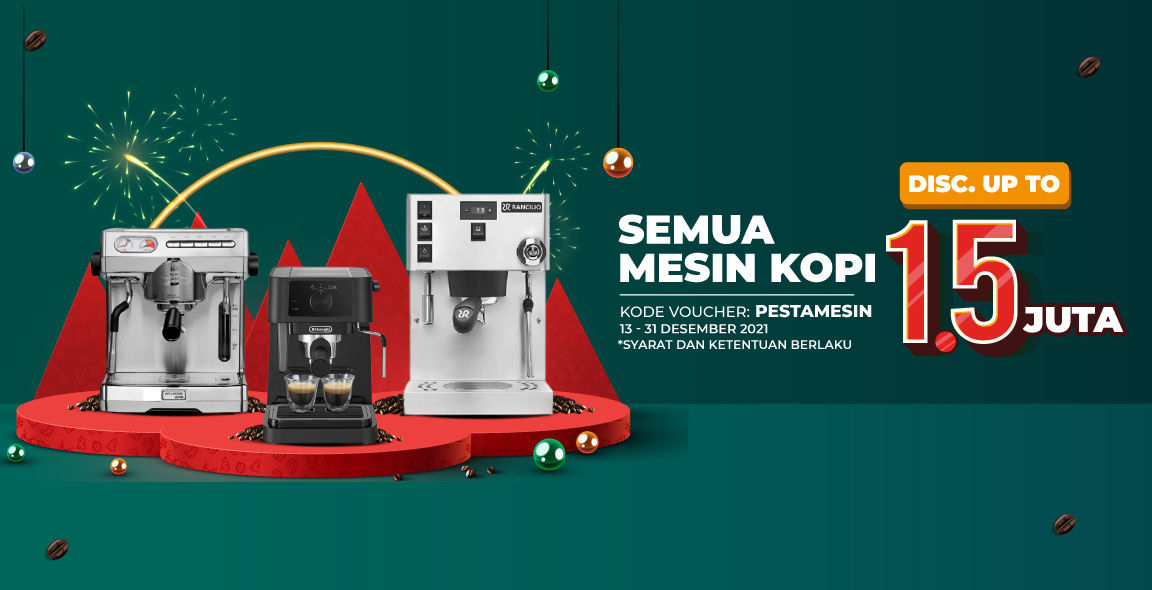 DISC. UP TO
SEMUA
MESIN KOPI
1.5 JUTA
KODE VOUCHER: PESTAMESIN
13 - 31 DESEMBER 2021
*SYARAT DAN KETENTUAN BERLAKU
RANCILIO
DeLonghi